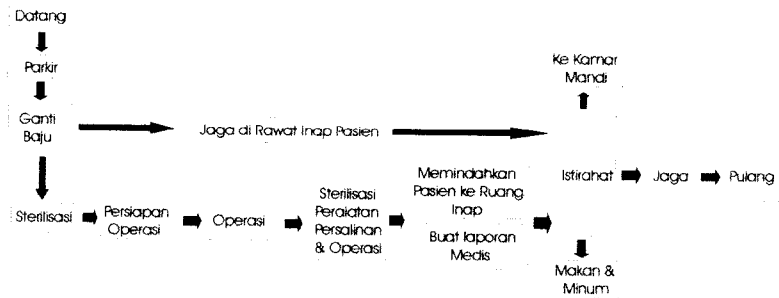 Datang
Parkir
Ganti
Baju
Jaga di Rawat Inap Pasien
Ke Kamar
Mandi
Istirahat
Jaga
Pulang
Sterilisasi
Persiapan
Operasi
Operasi
Sterilisasi
Peraiatan
Persalinan
& Operasi
Memindahkan
Pasien ke Ruang
Inap
Buat laporan
Medis
Makan &
Minum